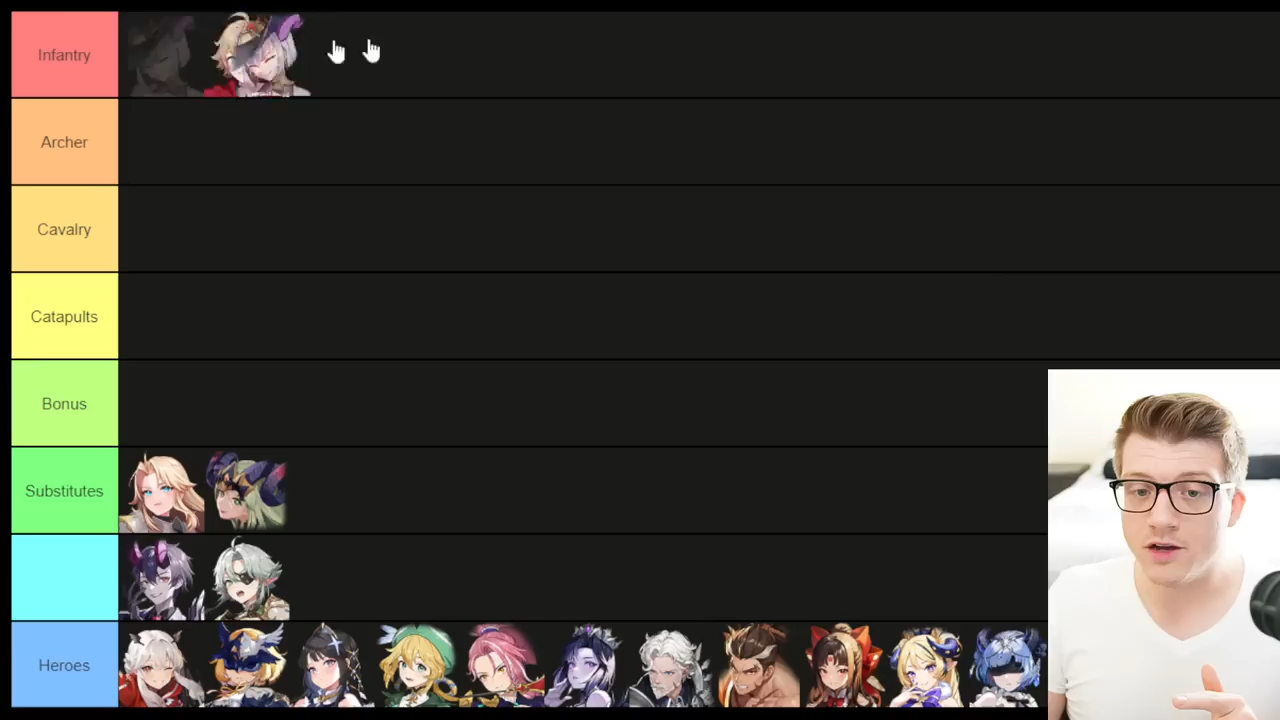 Infantry
Archer
Cavalry
Catapults
Bonus
Substitutes
Heroes